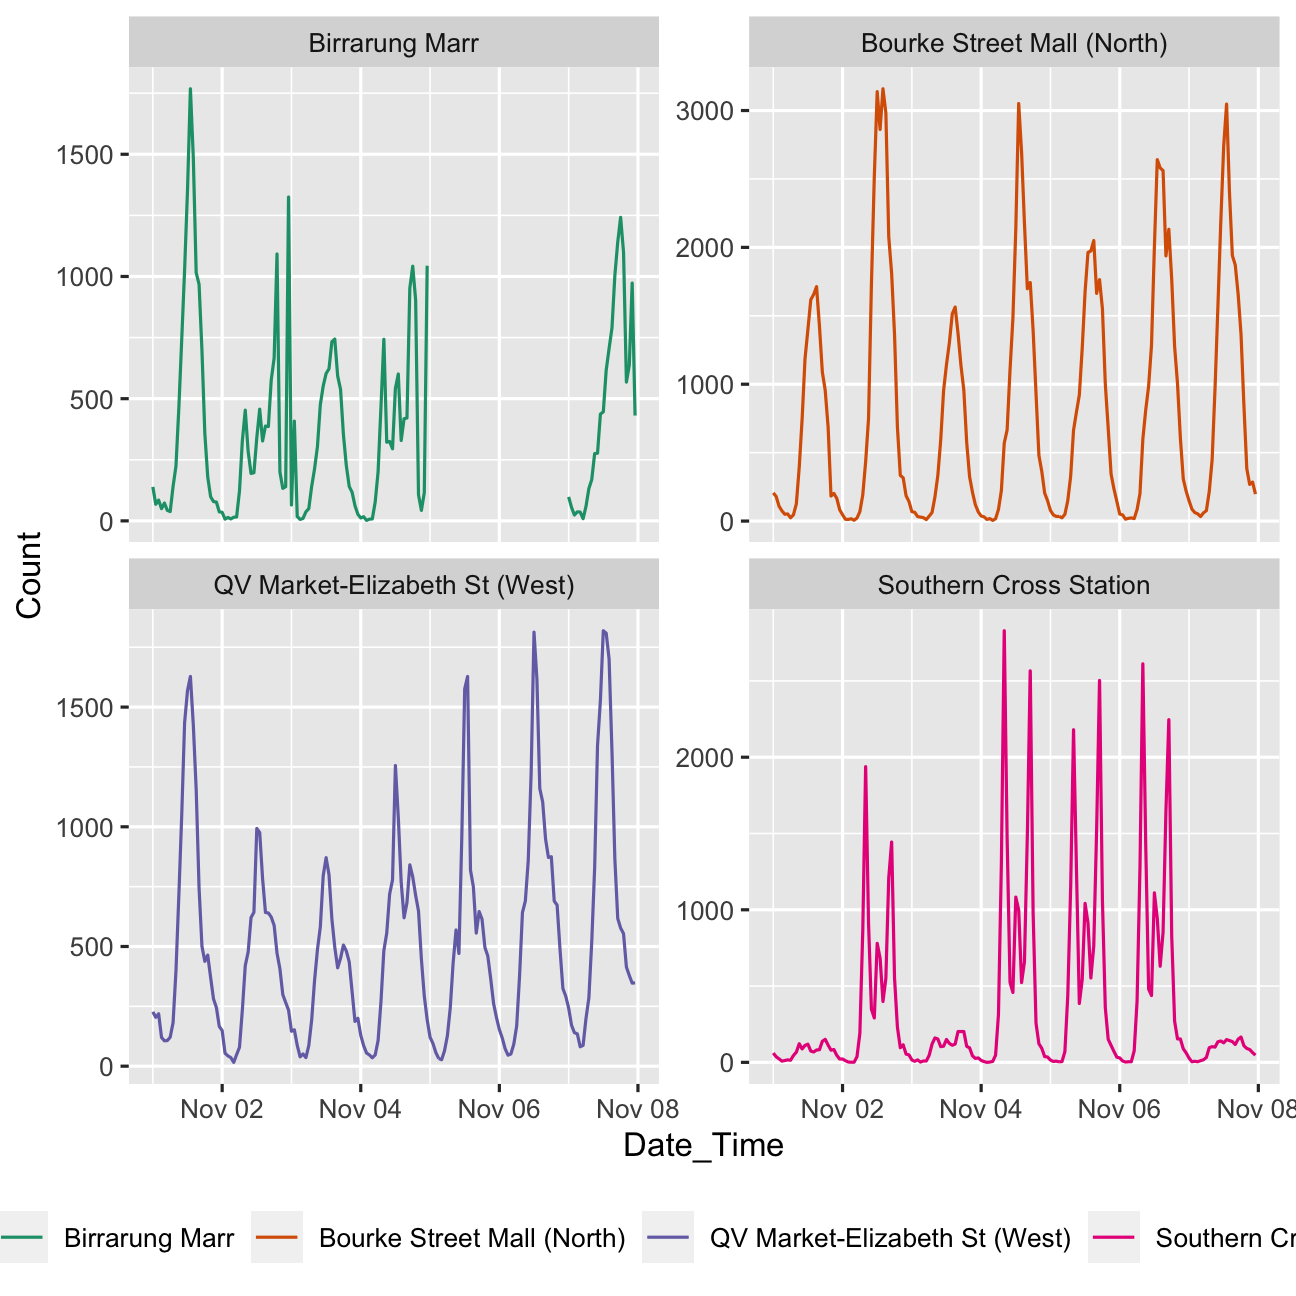 Birrarung Marr
Bourke Street Mall (North)
1500
1000
500
0
3000
2000
1000
0
Count
QV Market-Elizabeth St (West)
Southern Cross Station
1500
1000
500
0
2000
1000
0
Nov 02 Nov 04 Nov 06 Nov 08
Nov 02 Nov 04 Nov 06 Nov 08
Date_Time
Birrarung Marr Bourke Street Mall (North) QV Market-Elizabeth St (West) Southern Cr